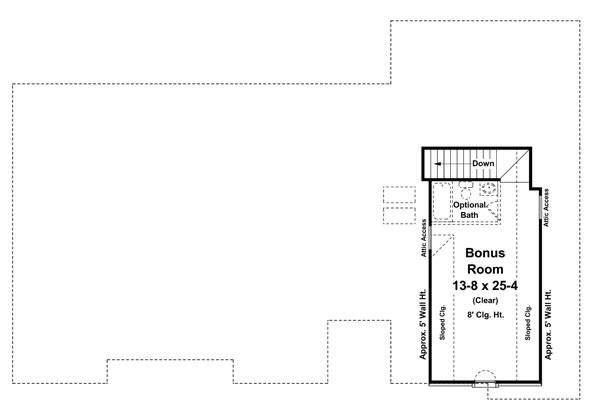 Down
Optional
Bath
Attic Access
Attic Access
Bonus
Room
13-8 x 25-4
(Clear)
8' Clg. Ht.
Approx. 5' Wall Ht.
Sloped Clg.
Sloped Clg.
Approx. 5' Wall Ht.